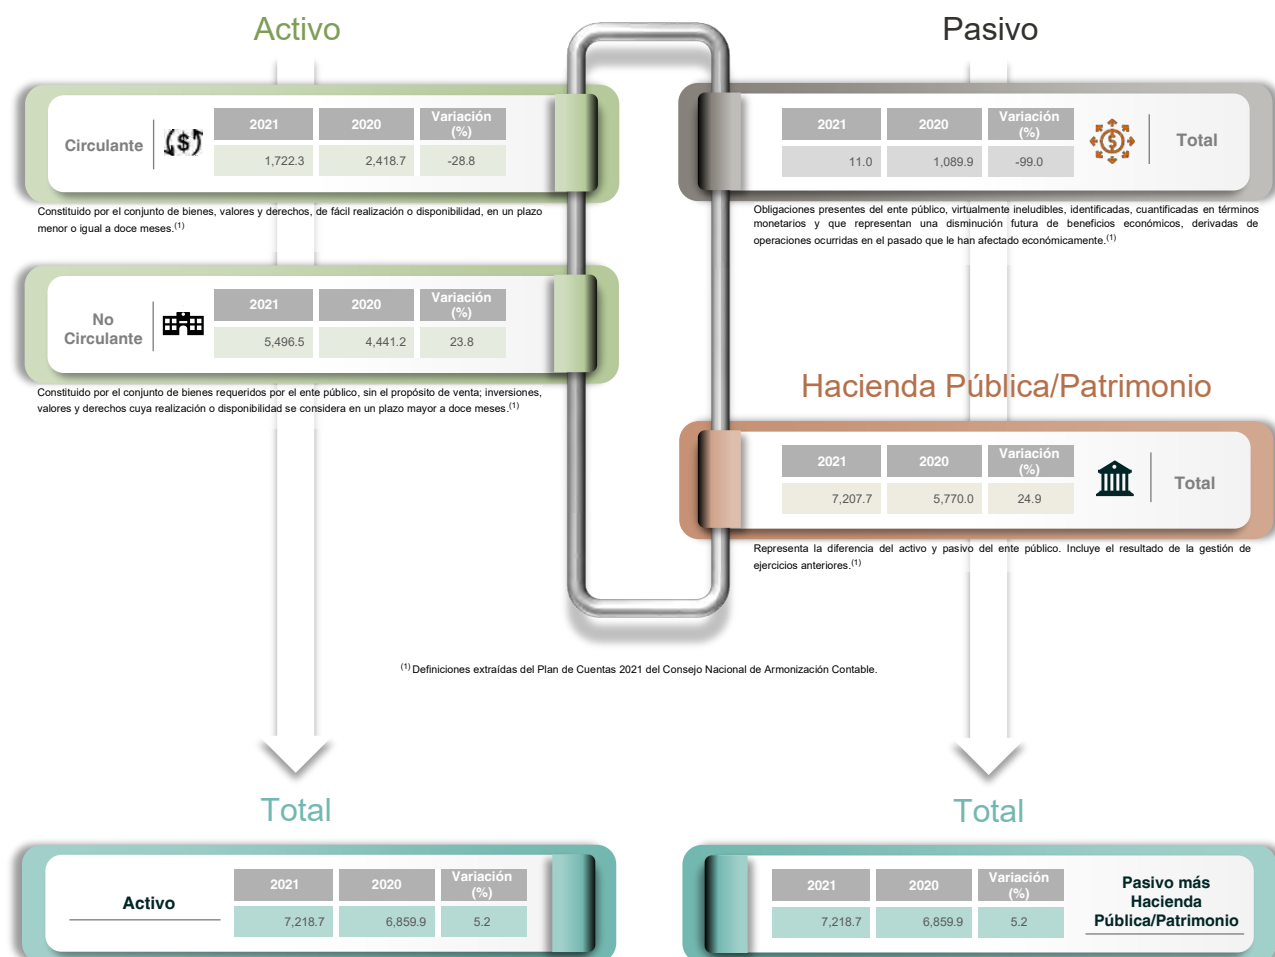 Activo
Circulante
2021 2020 Variación (%)
1,722.3 2,418.7 -28.8
Constituido por el conjunto de bienes, valores y derechos, de fácil realización o disponibilidad, en un plazo
menor o igual a doce meses.(1)
No
Circulante
2021 2020 Variación (%)
5,496.5 4,441.2 23.8
Constituido por el conjunto de bienes requeridos por el ente público, sin el propósito de venta; inversiones,
valores y derechos cuya realización o disponibilidad se considera en un plazo mayor a doce meses.(1)
Pasivo
2021 2020 Variación (%)
11.0 1,089.9 -99.0
Total
Obligaciones presentes del ente público, virtualmente ineludibles, identificadas, cuantificadas en términos
monetarios y que representan una disminución futura de beneficios económicos, derivadas de
operaciones ocurridas en el pasado que le han afectado económicamente.(1)
Hacienda Pública/Patrimonio
2021 2020 Variación (%)
7,207.7 5,770.0 24.9
Total
Representa la diferencia del activo y pasivo del ente público. Incluye el resultado de la gestión de
ejercicios anteriores.(1)
(1) Definiciones extraídas del Plan de Cuentas 2021 del Consejo Nacional de Armonización Contable.
Total
Activo
2021 2020 Variación (%)
7,218.7 6,859.9 5.2
Total
2021 2020 Variación (%)
7,218.7 6,859.9 5.2
Pasivo más
Hacienda
Pública/Patrimonio